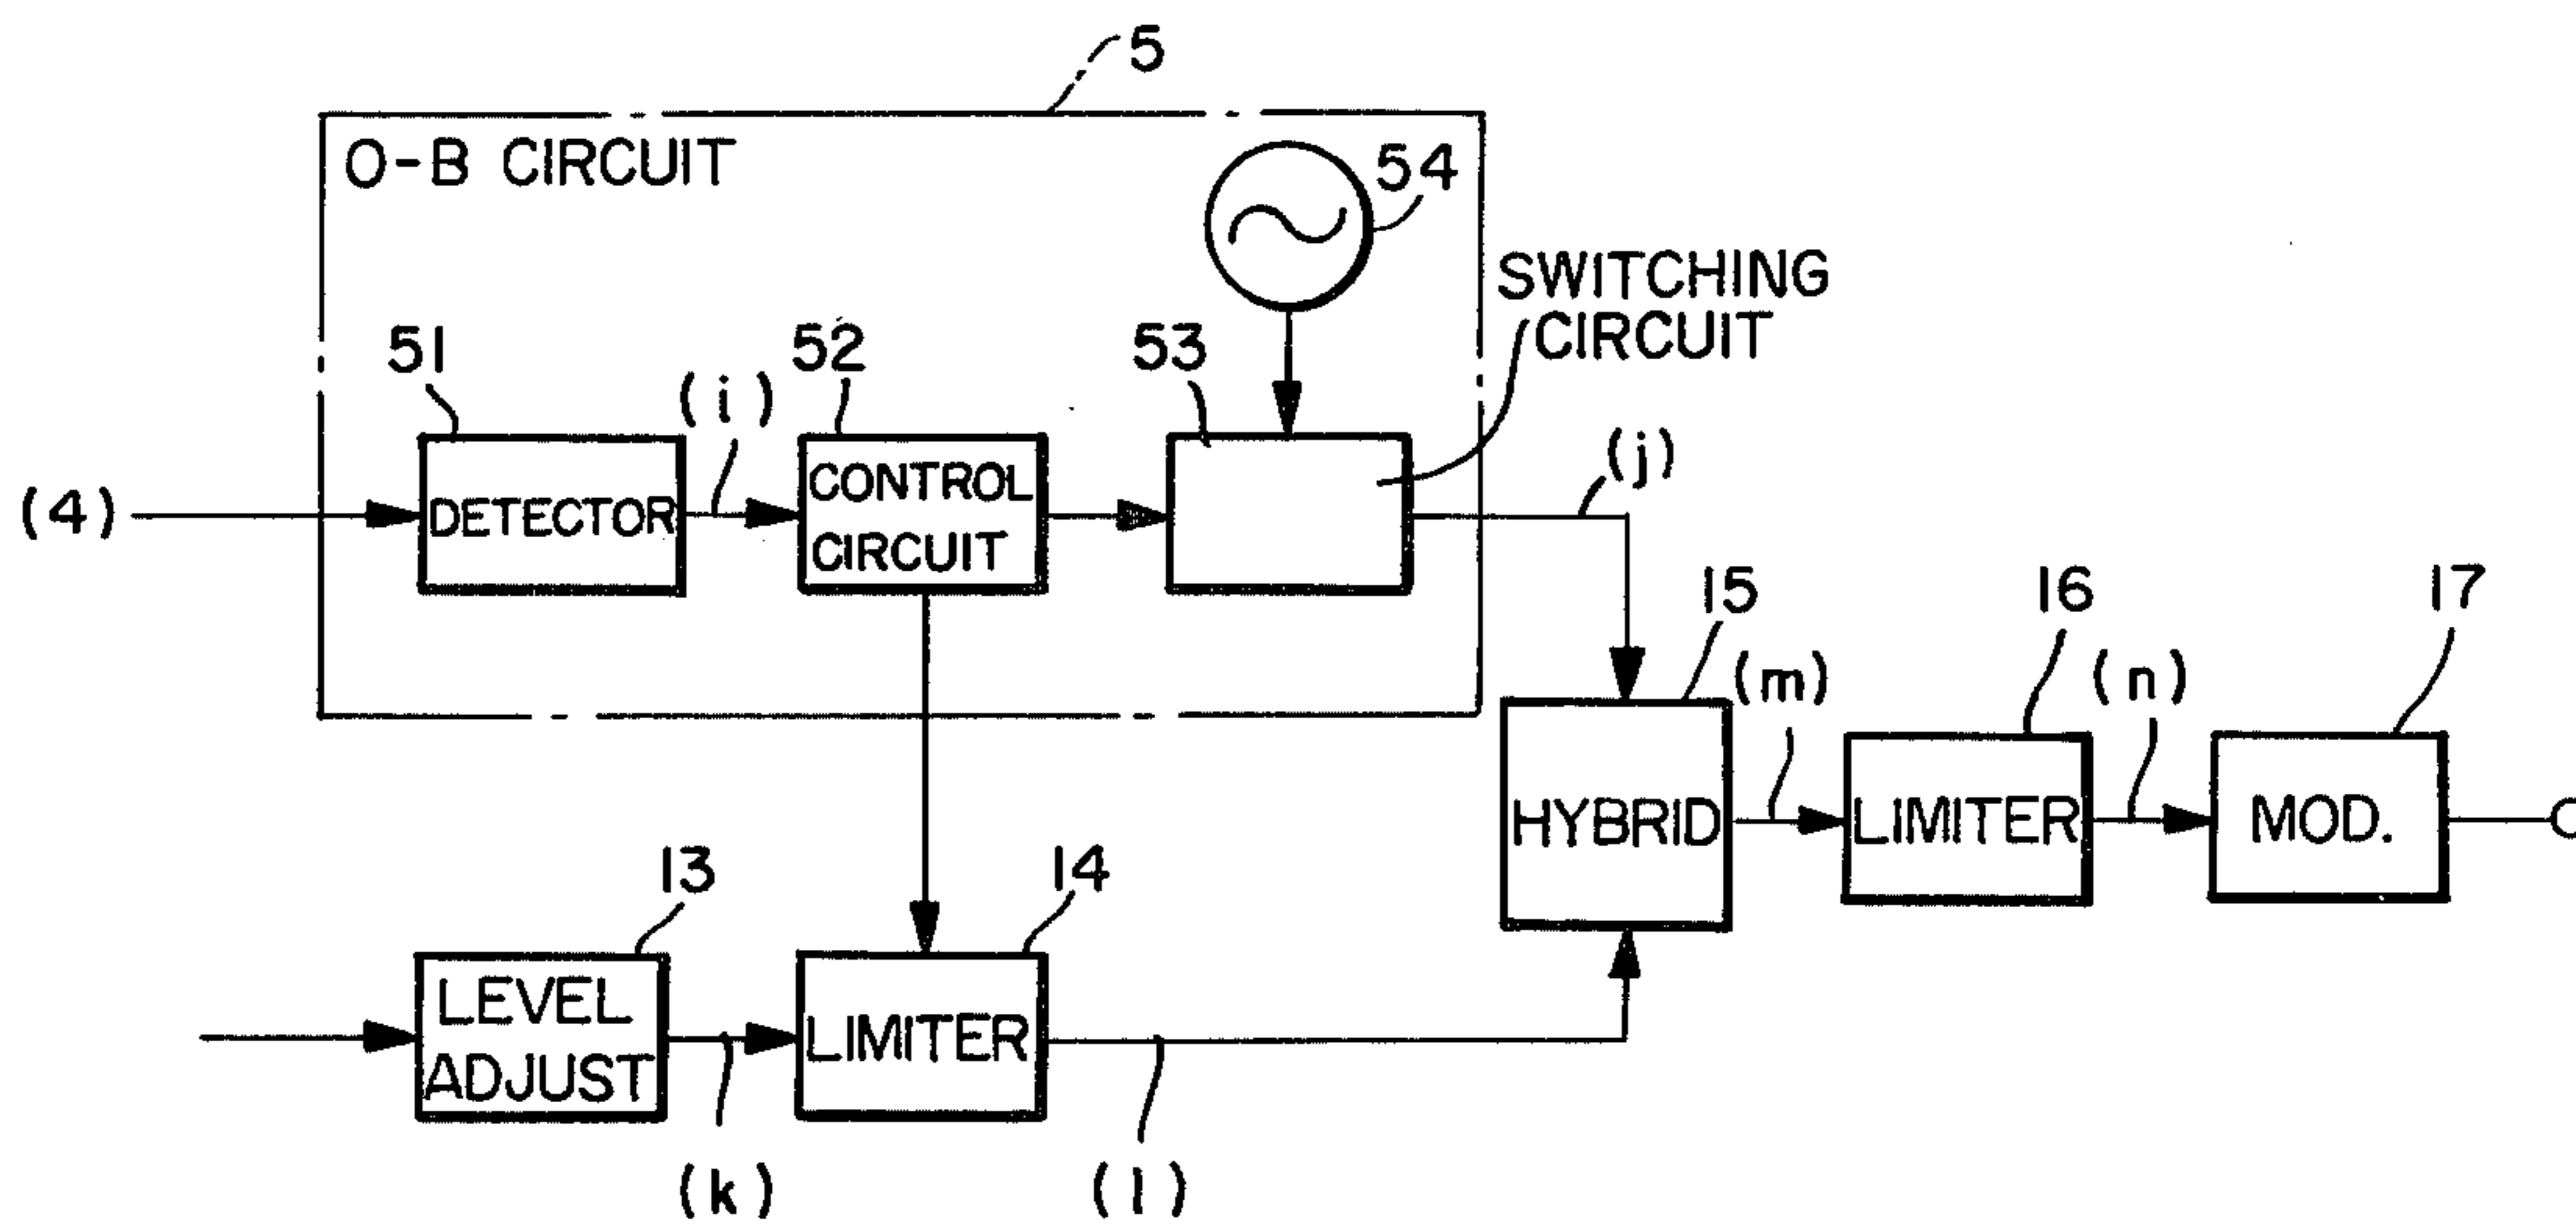 5
O-B CIRCUIT
54
SWITCHING
CIRCUIT
51
(i)
52
53
(j)
(4)
DETECTOR
CONTROL
CIRCUIT
15
16
17
(m)
(n)
HYBRID
LIMITER
MOD.
13
14
LEVEL
ADJUST
LIMITER
(k)
(l)